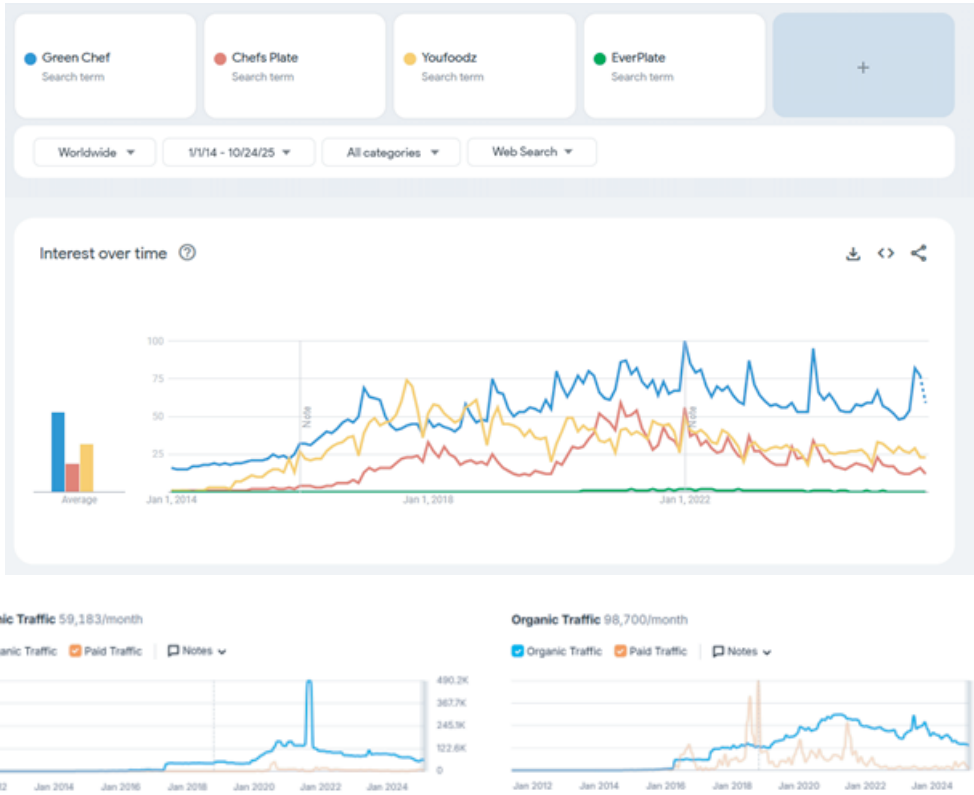 Green Chef
Search term
Chefs Plate
Search term
Youfoodz
Search term
EverPlate
Search term
+
Worldwide
1/1/14 - 10/24/25
All categories
Web Search
Interest over time
100
75
50
25
Note
Note
Average
Jan 1, 2014
Jan 1, 2018
Jan 1, 2022
nic Traffic 59,183/month
anic Traffic
Paid Traffic
Notes
490.2K
367.7K
245.1K
122.6K
0
12
Jan 2014
Jan 2016
Jan 2018
Jan 2020
Jan 2022
Jan 2024
Organic Traffic 98,700/month
Organic Traffic
Paid Traffic
Notes
Jan 2012
Jan 2014
Jan 2016
Jan 2018
Jan 2020
Jan 2022
Jan 2024